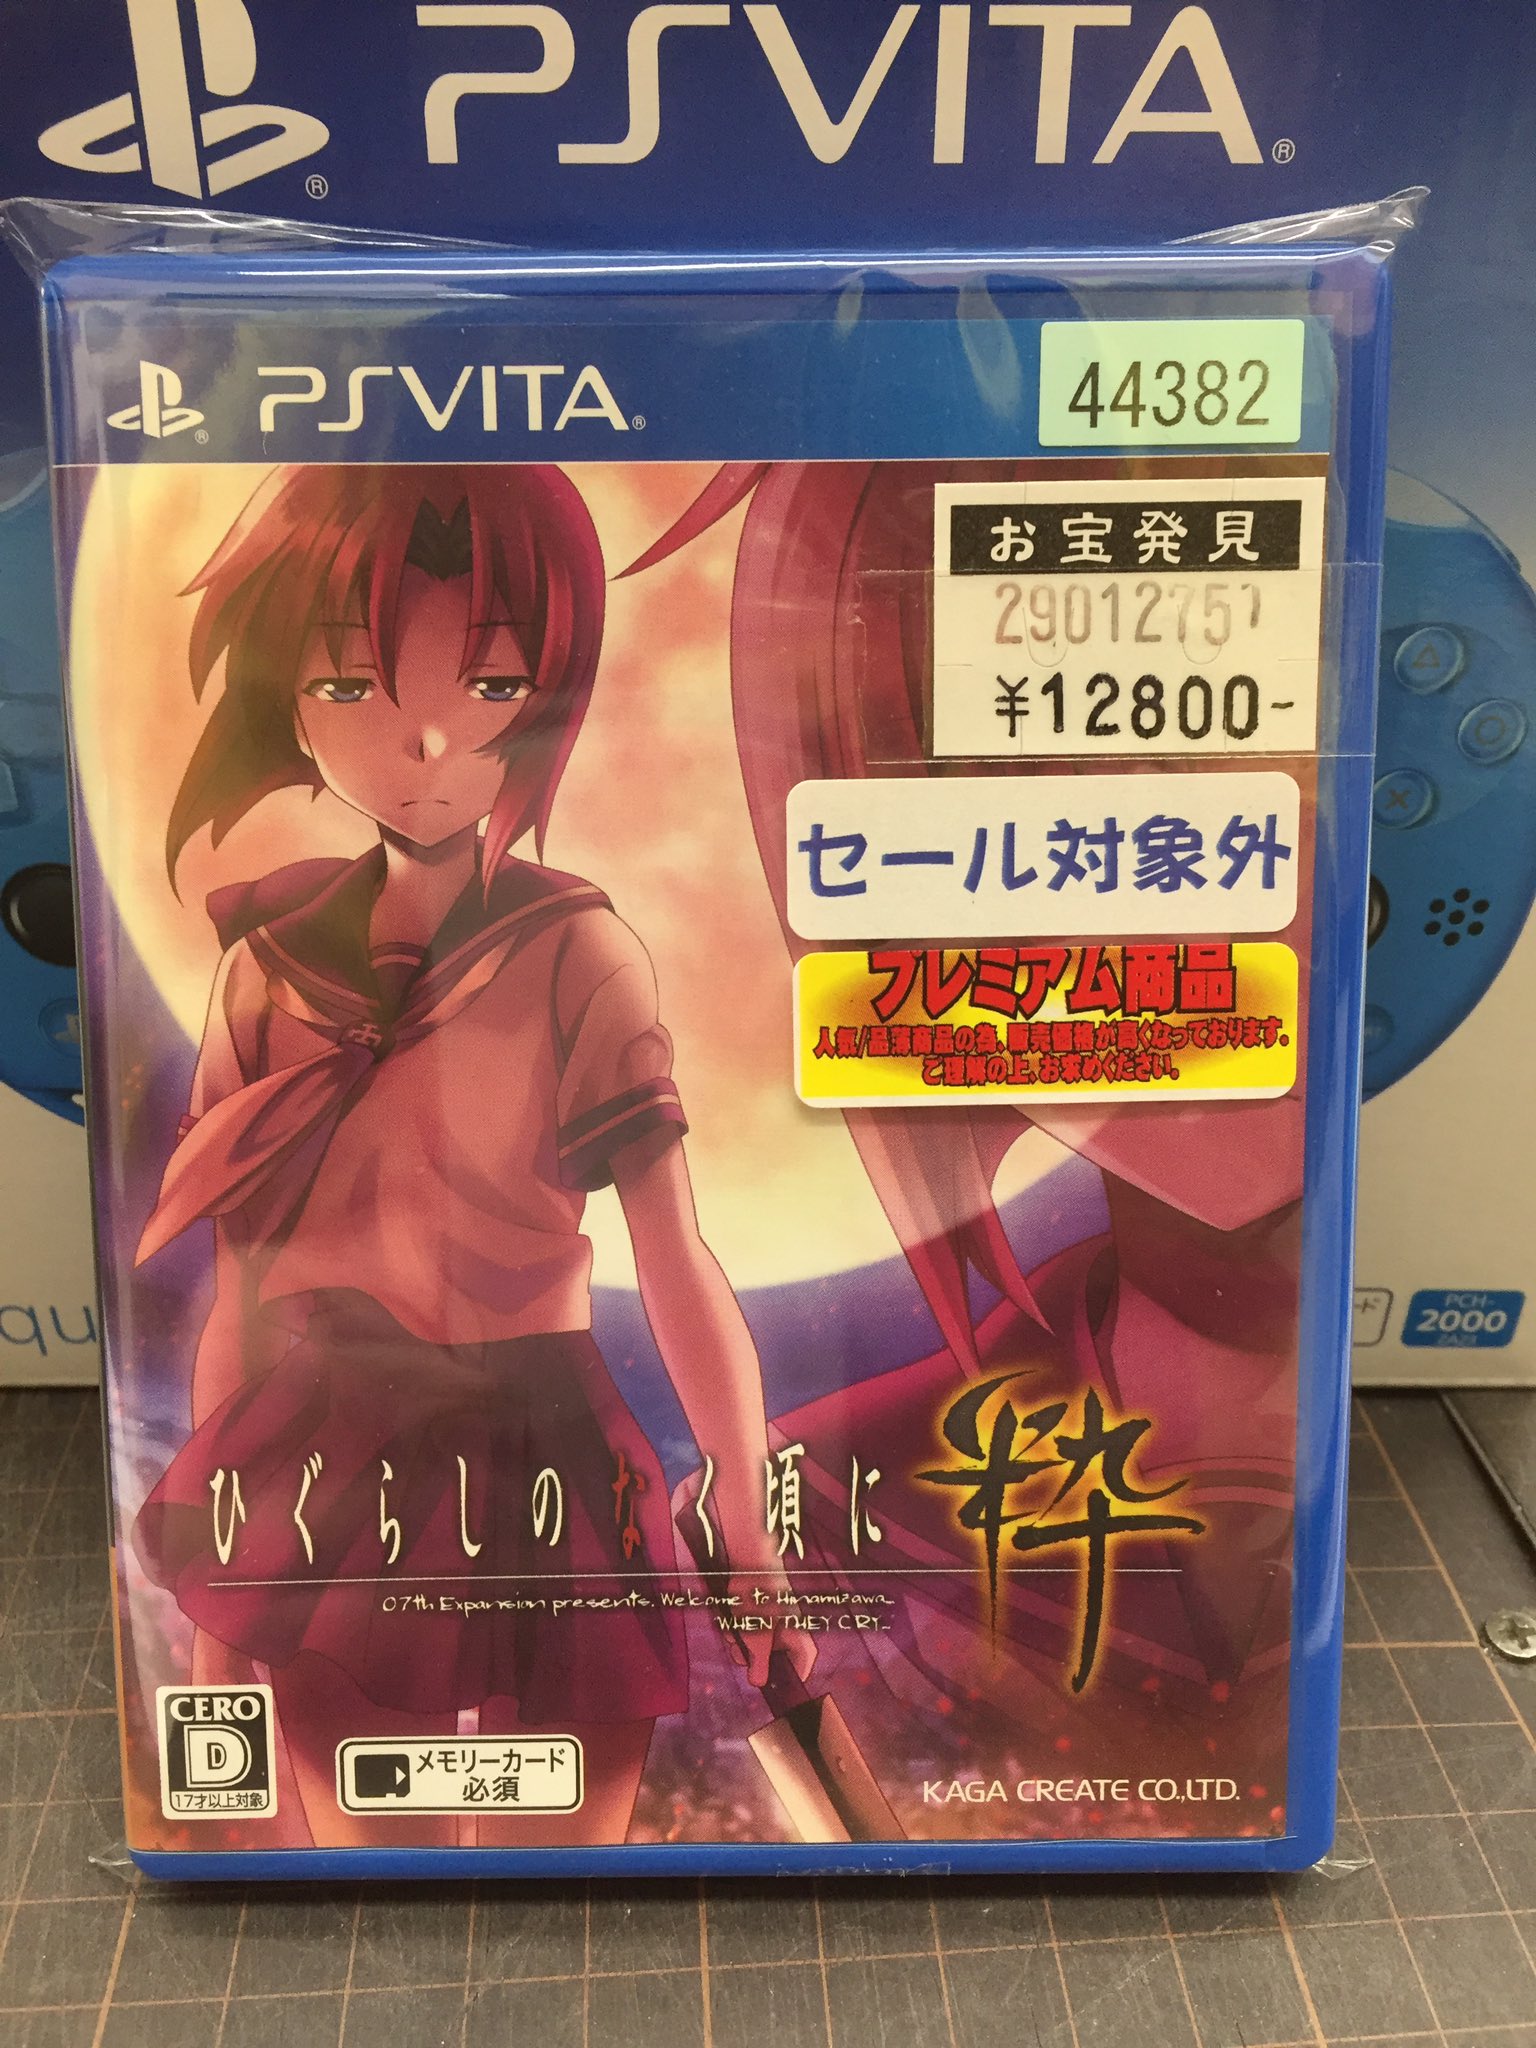 PSVITA®
PSVITA®
44382
お宝発見
29012751
¥12800-
セール対象外
プレミアム商品
人気/品薄商品の為、販売価格が高くなっております。
ご理解の上、お求めください。
qu
ード
PCH-
2000
ZA23
ひぐらしのなく頃に 粋
07th Expansion presents. Welcome to Hinamizawa...
WHEN THEY CRY...
CERO
D
17才以上対象
メモリーカード
必須
KAGA CREATE CO.,LTD.